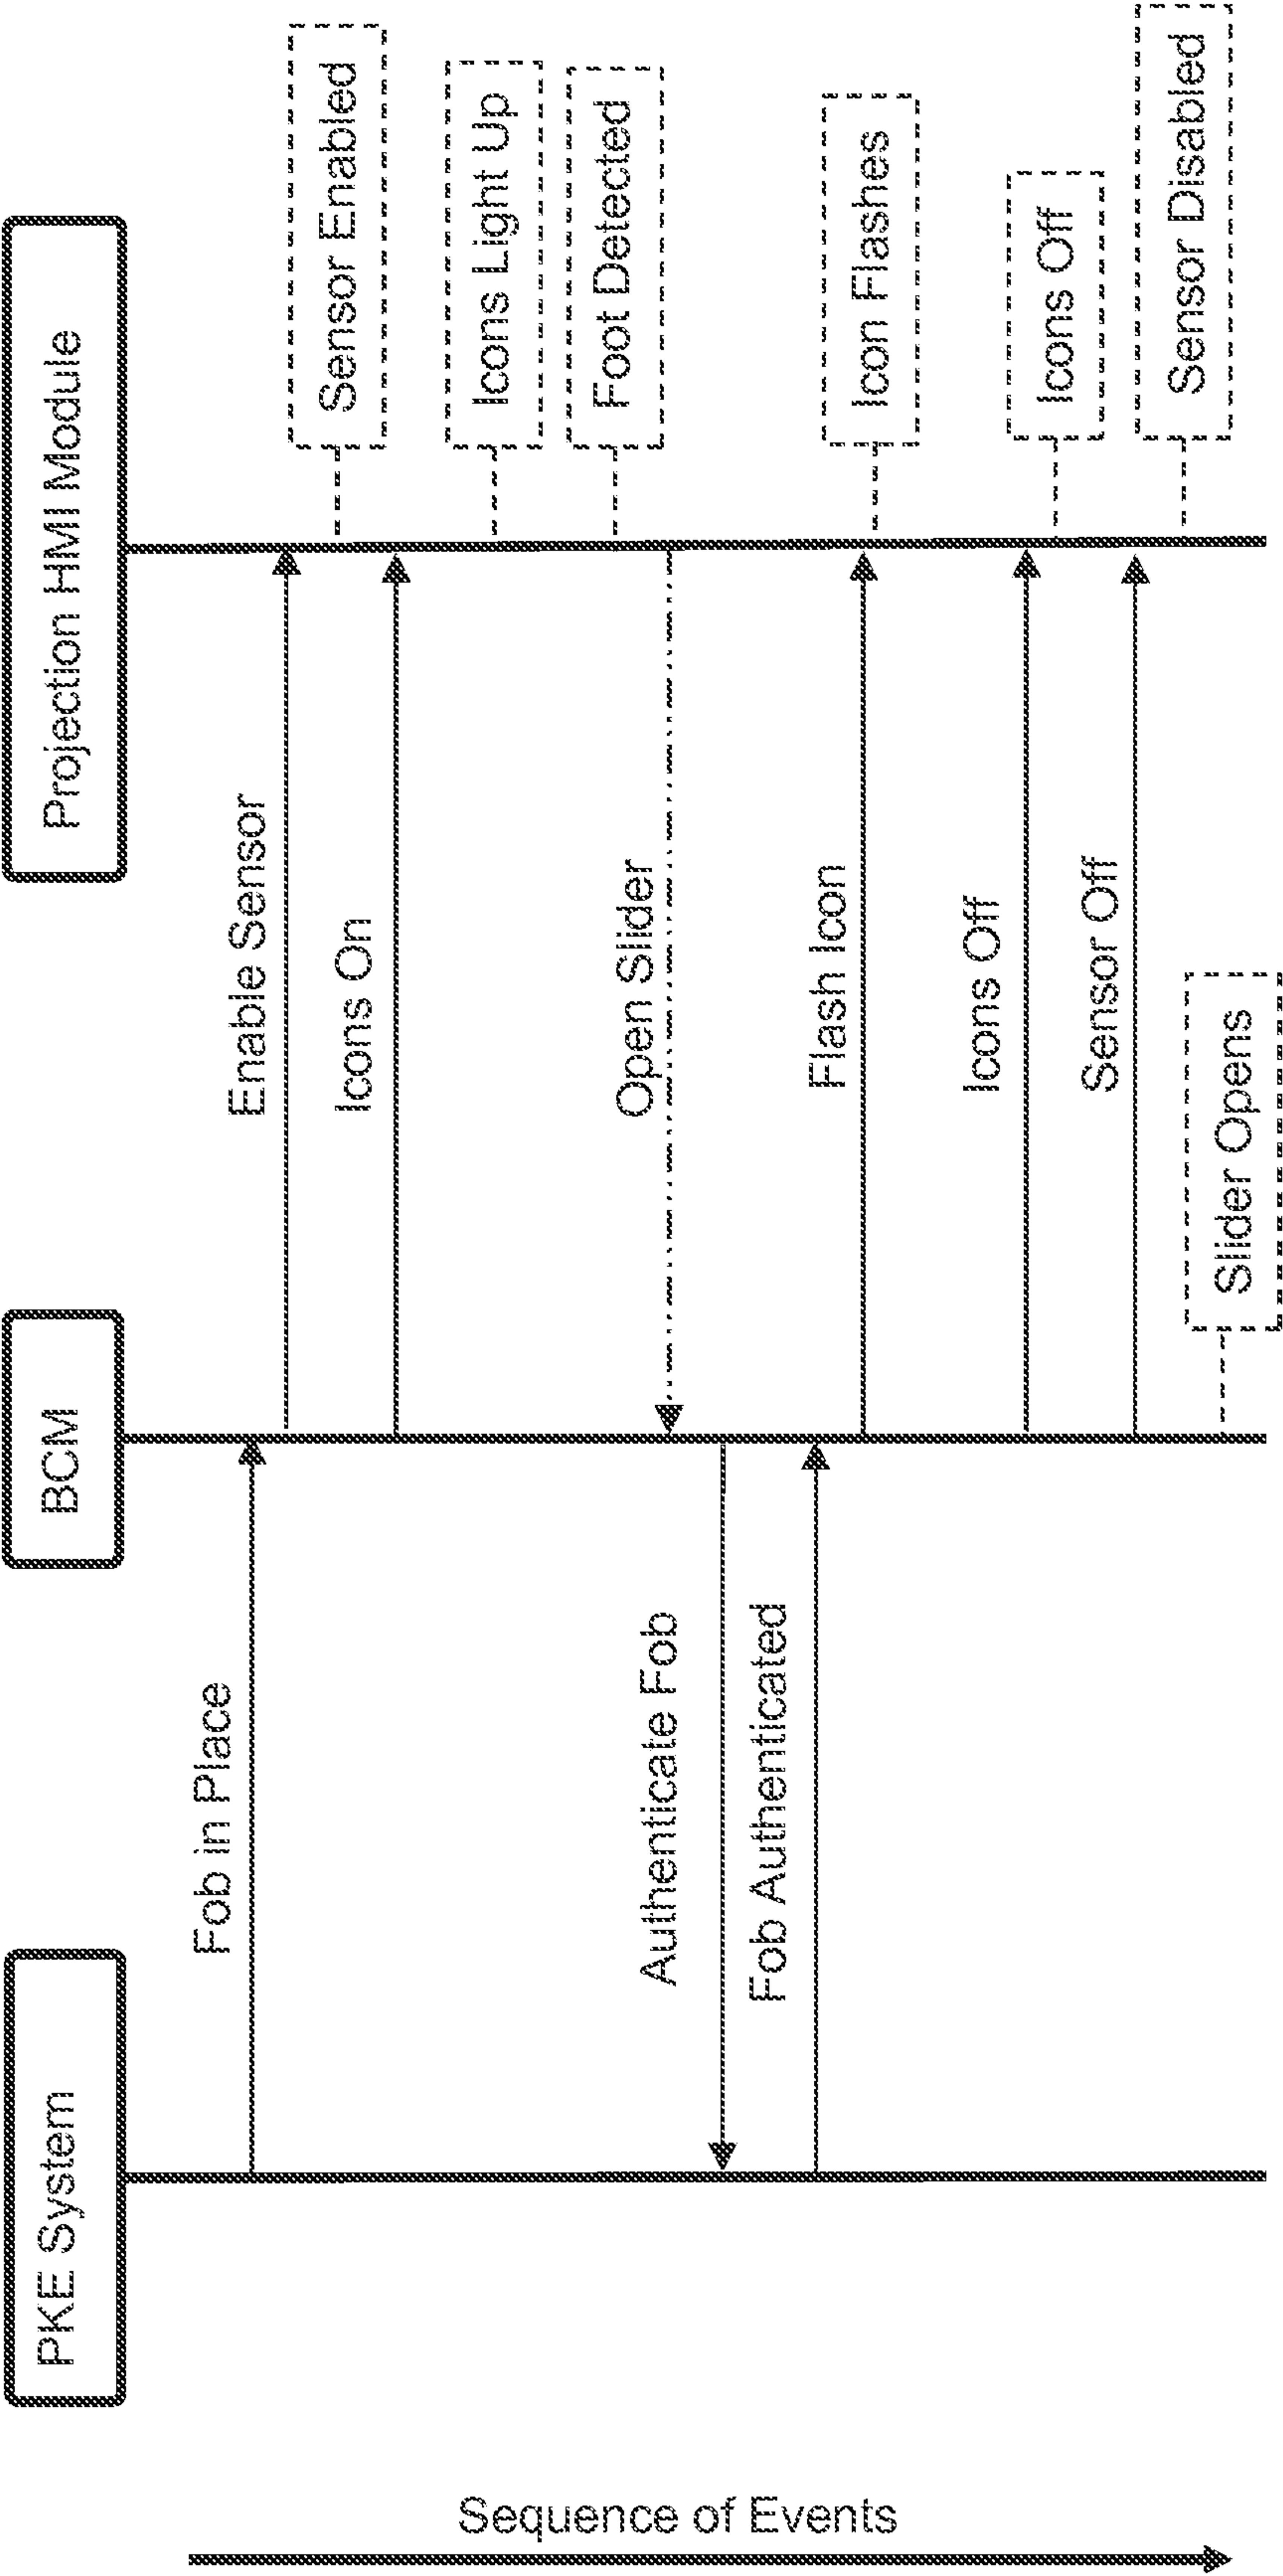 PKE System
BCM
Projection HMI Module
Sequence of Events
Fob in Place
Enable Sensor
Sensor Enabled
Icons On
Icons Light Up
Foot Detected
Open Slider
Authenticate Fob
Fob Authenticated
Flash Icon
Icon Flashes
Icons Off
Icons Off
Sensor Off
Sensor Disabled
Slider Opens